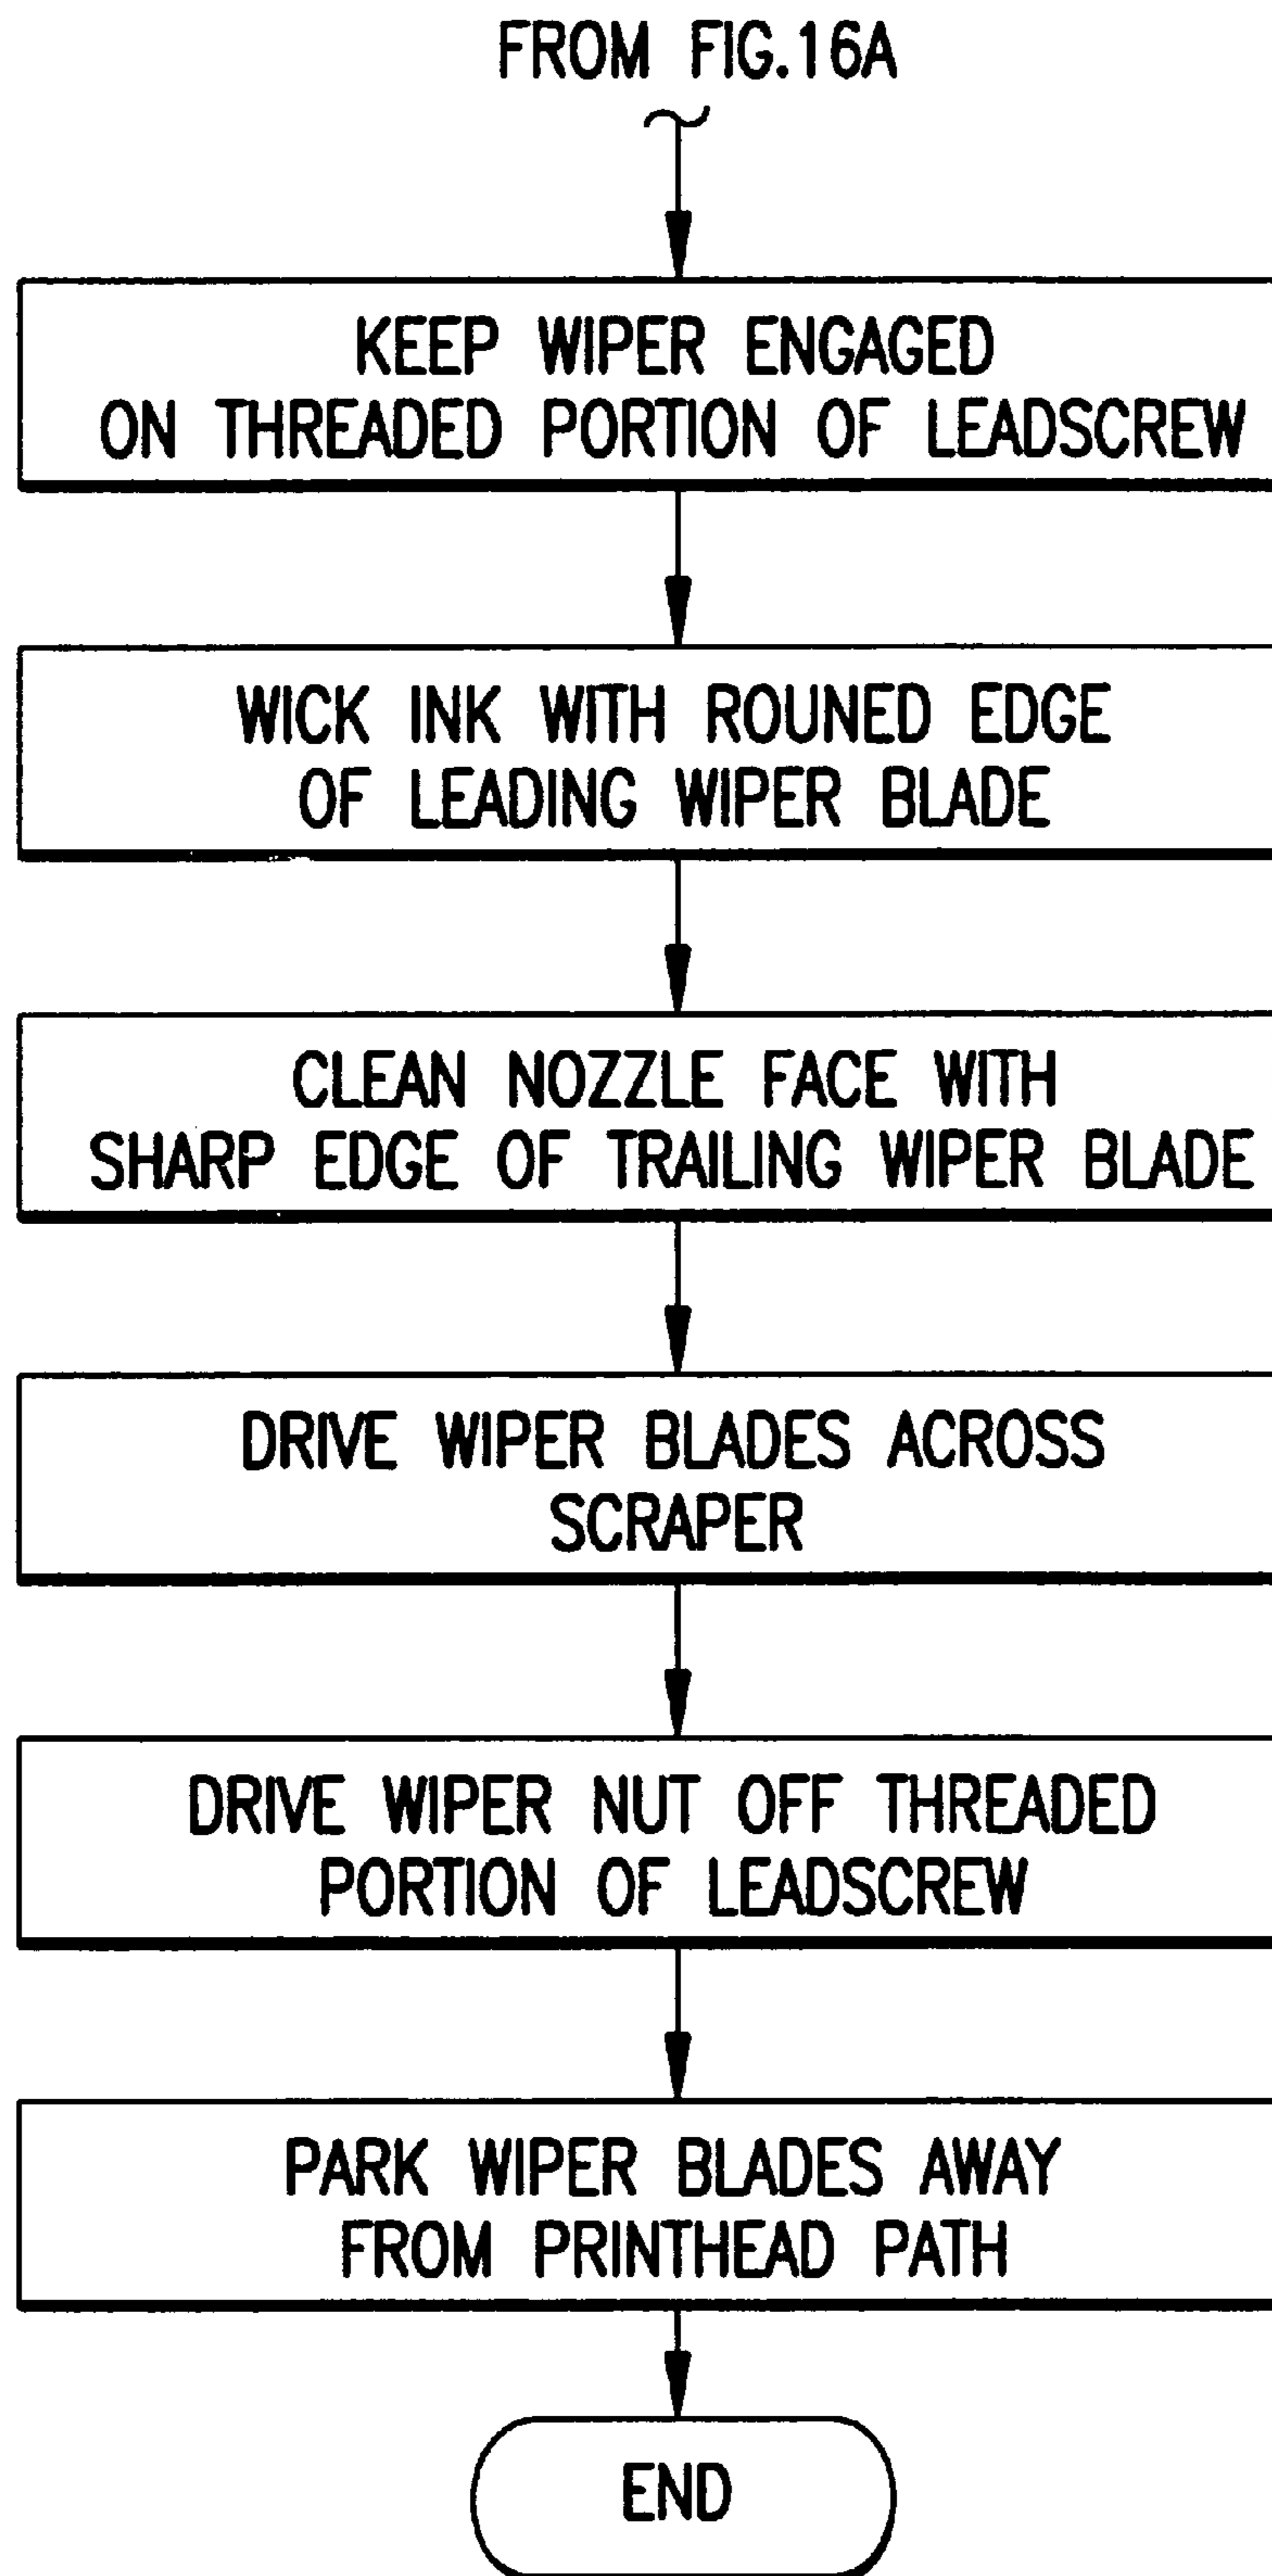 FROM FIG.16A
KEEP WIPER ENGAGED
ON THREADED PORTION OF LEADSCREW
WICK INK WITH ROUNED EDGE
OF LEADING WIPER BLADE
CLEAN NOZZLE FACE WITH
SHARP EDGE OF TRAILING WIPER BLADE
DRIVE WIPER BLADES ACROSS
SCRAPER
DRIVE WIPER NUT OFF THREADED
PORTION OF LEADSCREW
PARK WIPER BLADES AWAY
FROM PRINTHEAD PATH
END